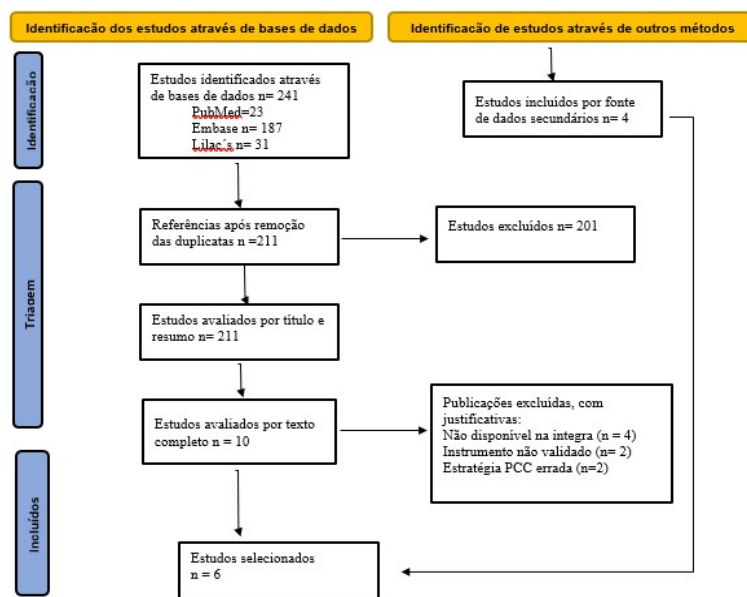 Identificacão dos estudos através de bases de dados
Identificacão de estudos através de outros métodos
Identificação
Estudos identificados através
de bases de dados n= 241
PubMed=23
Embase n= 187
Lilac´s n= 31
Estudos incluídos por fonte
de dados secundários n= 4
Triagem
Referências após remoção
das duplicatas n =211
Estudos excluídos n= 201
Estudos avaliados por título e
resumo n= 211
Estudos avaliados por texto
completo n = 10
Publicações excluídas, com
justificativas:
Não disponível na integra (n = 4)
Instrumento não validado (n= 2)
Estratégia PCC errada (n=2)
Incluídos
Estudos selecionados
n = 6